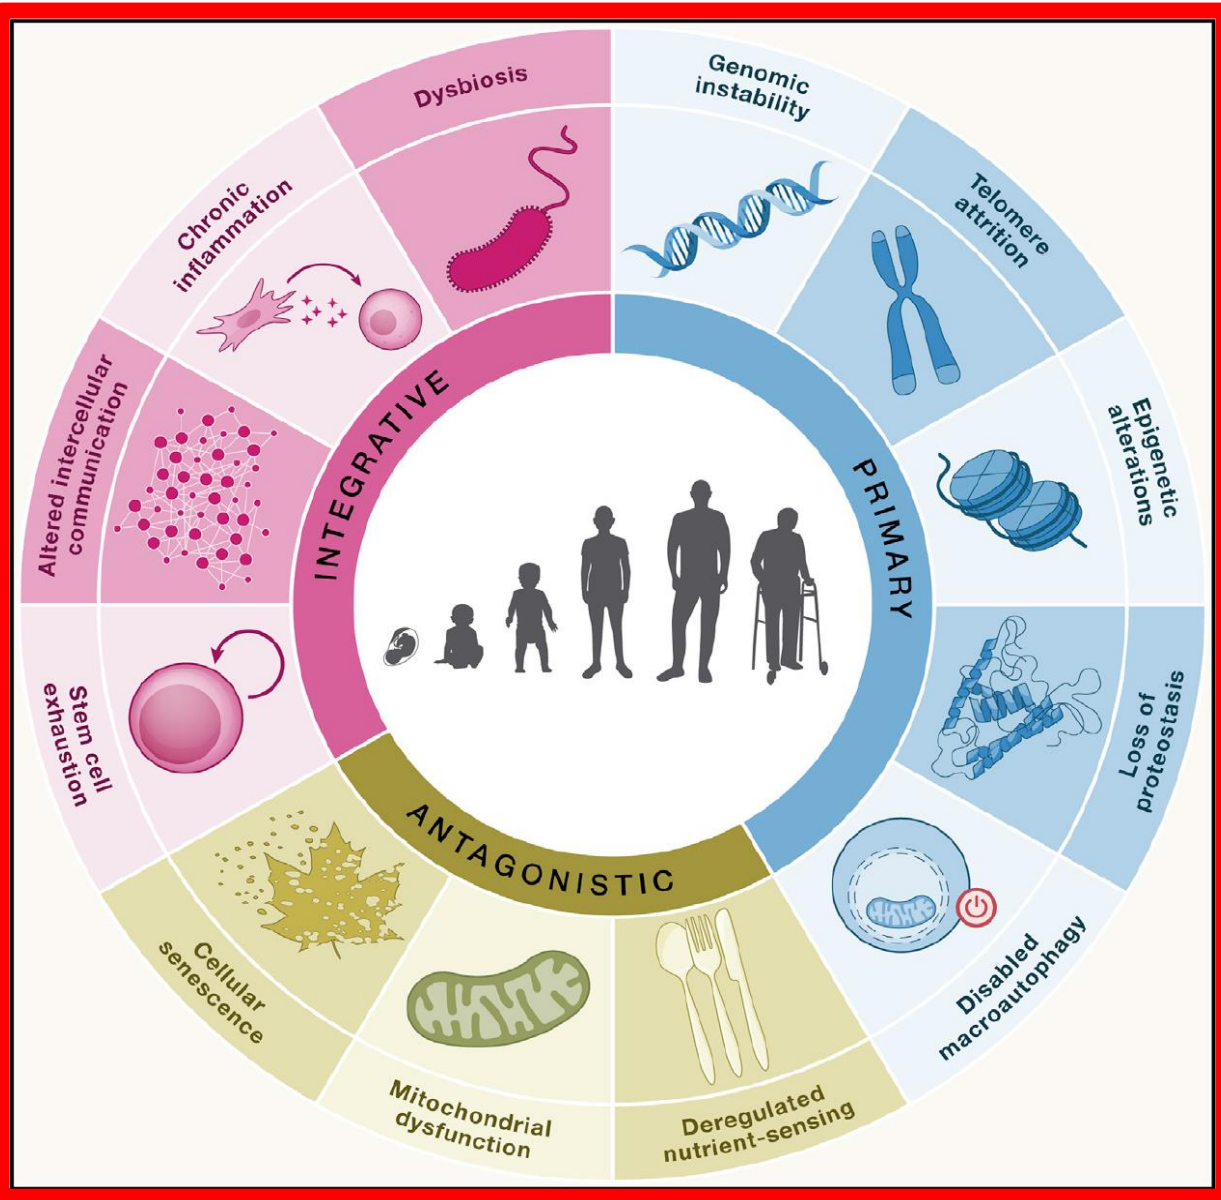 Dysbiosis
Genomic
instability
Telomere
attrition
Epigenetic
alterations
Loss of
proteostasis
Disabled
macroautophagy
Deregulated
nutrient-sensing
Mitochondrial
dysfunction
Cellular
senescence
Stem cell
exhaustion
Altered intercellular
communication
Chronic
inflammation
INTEGRATIVE
PRIMARY
ANTAGONISTIC